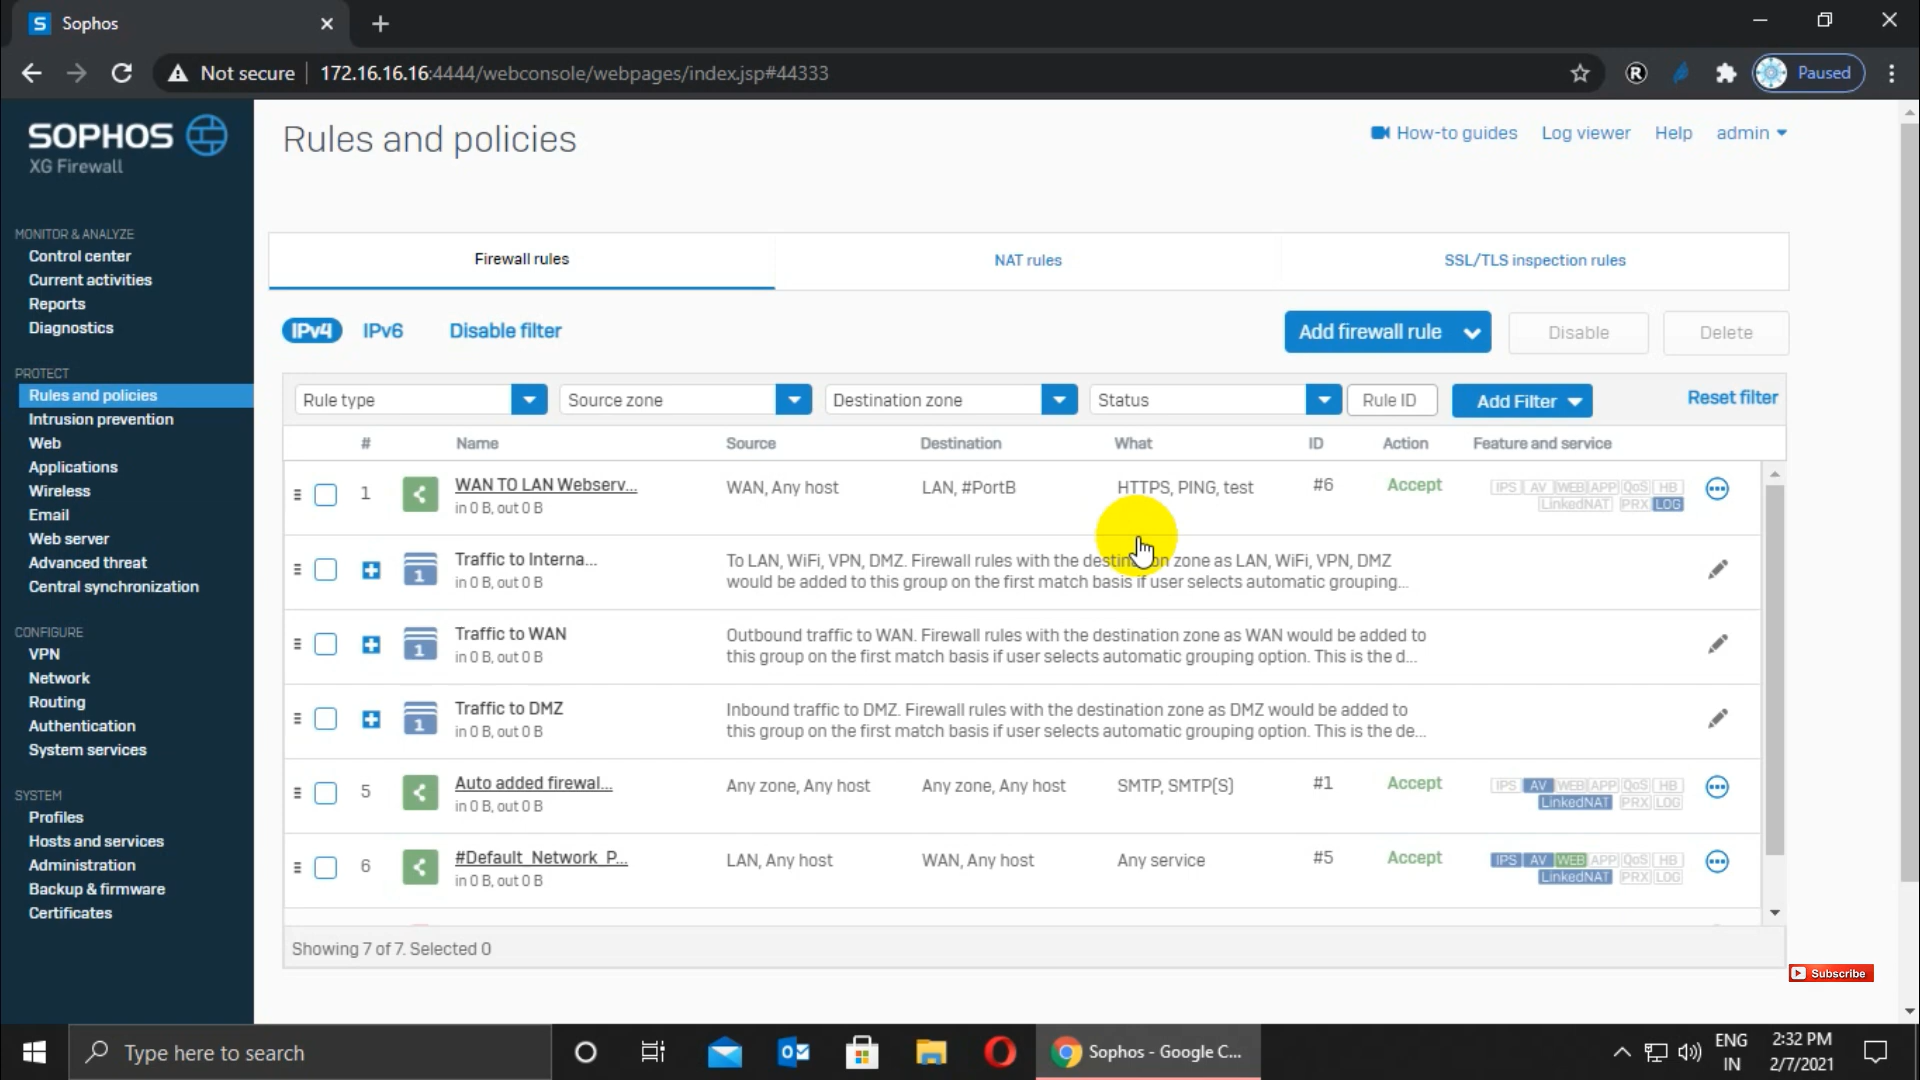 Sophos
Not secure
172.16.16.16:4444/webconsole/webpages/index.jsp#44333
Paused
SOPHOS
XG Firewall
MONITOR & ANALYZE
Control center
Current activities
Reports
Diagnostics
PROTECT
Rules and policies
Intrusion prevention
Web
Applications
Wireless
Email
Web server
Advanced threat
Central synchronization
CONFIGURE
VPN
Network
Routing
Authentication
System services
SYSTEM
Profiles
Hosts and services
Administration
Backup & firmware
Certificates
Rules and policies
How-to guides Log viewer Help admin
Firewall rules NAT rules SSL/TLS inspection rules
IPv4 IPv6 Disable filter Add firewall rule Disable Delete
Rule type Source zone Destination zone Status Rule ID Add Filter Reset filter
# Name Source Destination What ID Action Feature and service
1 WAN TO LAN Webserv... WAN, Any host LAN, #PortB HTTPS, PING, test #6 Accept IPS AV WEB APP QoS HB
in 0 B, out 0 B LinkedNAT PRX LOG
1 Traffic to Interna... To LAN, WiFi, VPN, DMZ. Firewall rules with the destination zone as LAN, WiFi, VPN, DMZ
in 0 B, out 0 B would be added to this group on the first match basis if user selects automatic grouping...
1 Traffic to WAN Outbound traffic to WAN. Firewall rules with the destination zone as WAN would be added to
in 0 B, out 0 B this group on the first match basis if user selects automatic grouping option. This is the d...
1 Traffic to DMZ Inbound traffic to DMZ. Firewall rules with the destination zone as DMZ would be added to
in 0 B, out 0 B this group on the first match basis if user selects automatic grouping option. This is the de...
5 Auto added firewal... Any zone, Any host Any zone, Any host SMTP, SMTP(S) #1 Accept IPS AV WEB APP QoS HB
in 0 B, out 0 B LinkedNAT PRX LOG
6 #Default_Network_P... LAN, Any host WAN, Any host Any service #5 Accept IPS AV WEB APP QoS HB
in 0 B, out 0 B LinkedNAT PRX LOG
Showing 7 of 7. Selected 0
Subscribe
Type here to search
Sophos - Google C...
ENG
IN
2:32 PM
2/7/2021